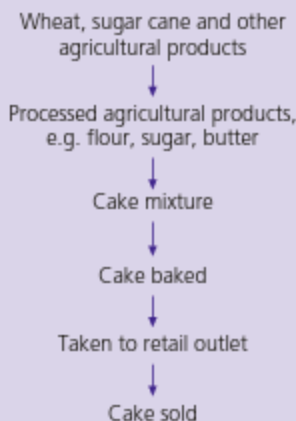 Wheat, sugar cane and other
agricultural products
Processed agricultural products,
e.g. flour, sugar, butter
Cake mixture
Cake baked
Taken to retail outlet
Cake sold